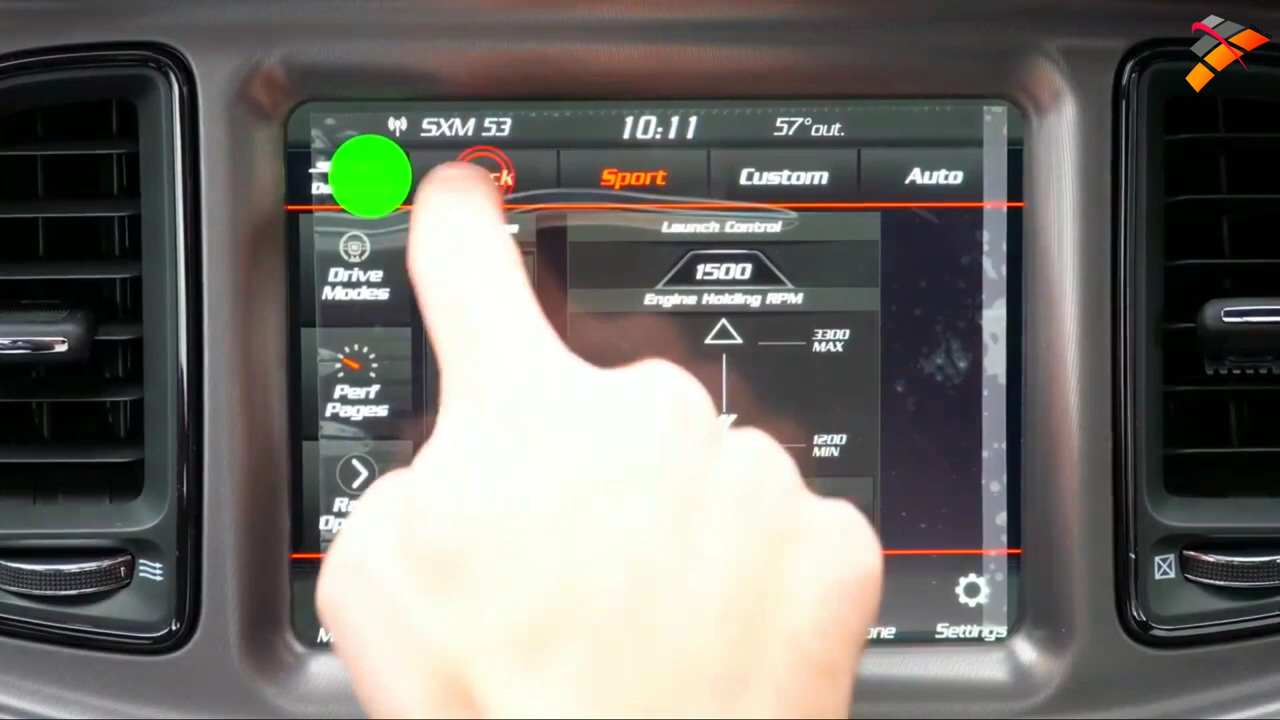 SXM 53
10:11
57° out.
Sport
Custom
Auto
Launch Control
1500
Engine Holding RPM
3300
MAX
1200
MIN
Drive
Modes
Perf
Pages
Settings